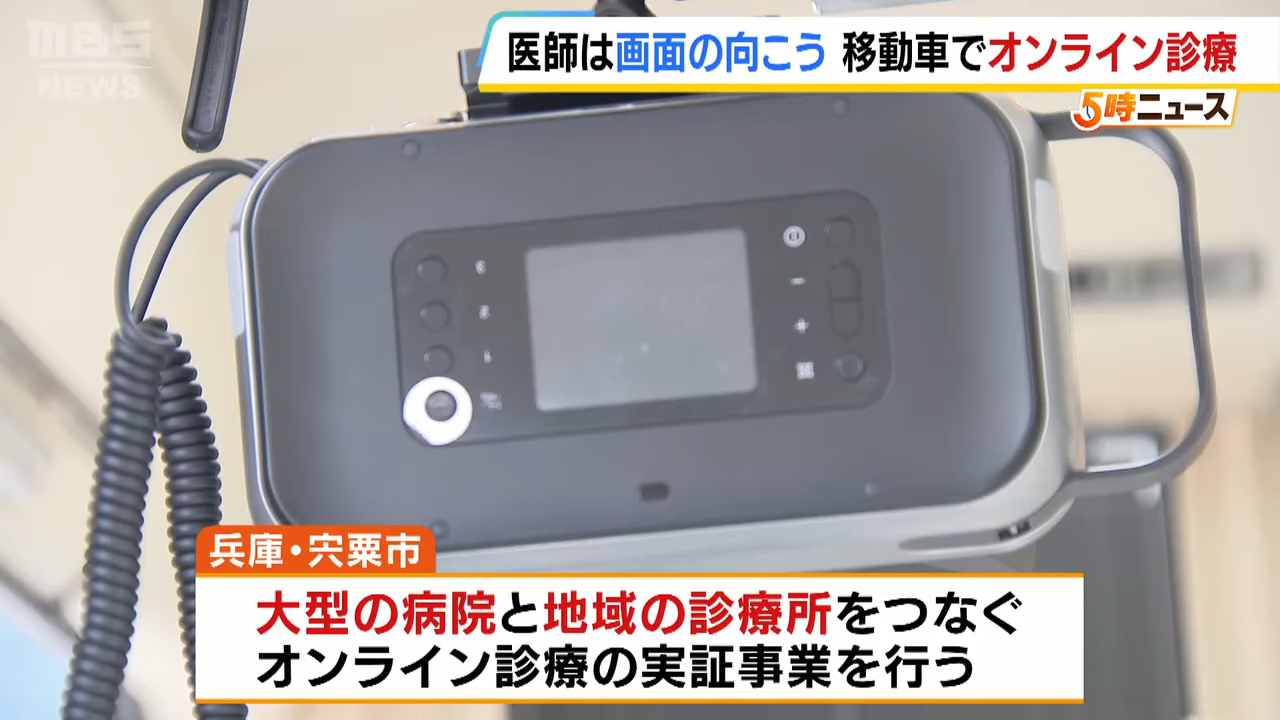 MBS
NEWS
医師は画面の向こう 移動車でオンライン診療
5時ニュース
3
2
1
兵庫・宍粟市
大型の病院と地域の診療所をつなぐ
オンライン診療の実証事業を行う